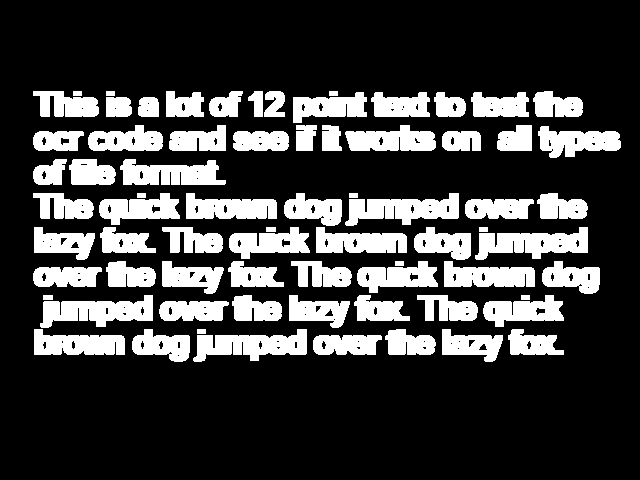 This is a lot of 12 point text to test the
ocr code and see if it works on  all types
of file format.
The quick brown dog jumped over the
lazy fox. The quick brown dog jumped
over the lazy fox. The quick brown dog
jumped over the lazy fox. The quick
brown dog jumped over the lazy fox.